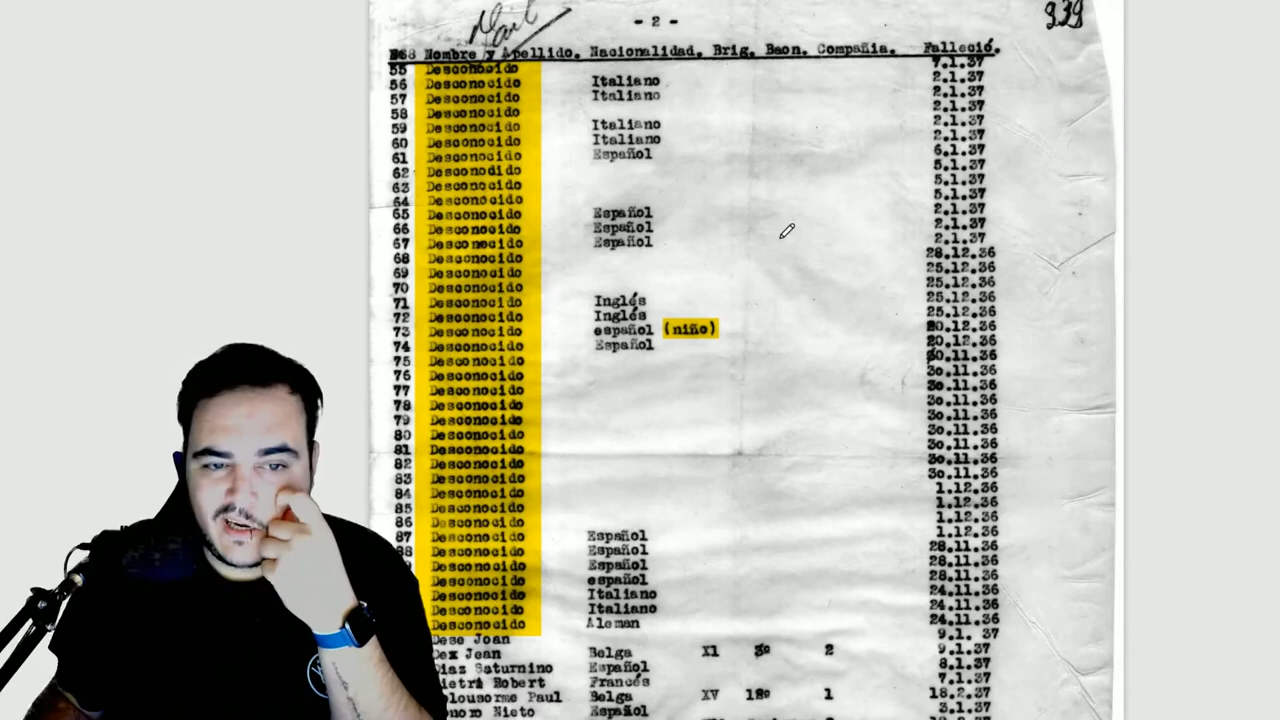 - 2 -
939
Nombre y Apellido. Nacionalidad. Brig. Baon. Compañia. Falleció.
55 Desconocido 7.1.37
56 Desconocido Italiano 2.1.37
57 Desconocido Italiano 2.1.37
58 Desconocido 2.1.37
59 Desconocido Italiano 2.1.37
60 Desconocido Italiano 2.1.37
61 Desconocido Español 6.1.37
62 Desconodido 5.1.37
63 Desconocido 5.1.37
64 Desconocido 5.1.37
65 Desconocido Español 2.1.37
66 Desconocido Español 2.1.37
67 Desconocido Español 2.1.37
68 Desconocido 28.12.36
69 Desconocido 25.12.36
70 Desconocido 25.12.36
71 Desconocido Inglés 25.12.36
72 Desconocido Inglés 25.12.36
73 Desconocido español (niño) 20.12.36
74 Desconocido Español 20.12.36
75 Desconocido 30.11.36
76 Desconocido 30.11.36
77 Desconocido 30.11.36
78 Desconocido 30.11.36
79 Desconocido 30.11.36
80 Desconocido 30.11.36
81 Desconocido 30.11.36
82 Desconocido 30.11.36
83 Desconocido 30.11.36
84 Desconocido 1.12.36
85 Desconocido 1.12.36
86 Desconocido 1.12.36
87 Desconocido Español 1.12.36
88 Desconocido Español 28.11.36
Desconocido Español 28.11.36
Desconocido español 28.11.36
Desconocido Italiano 24.11.36
Desconocido Italiano 24.11.36
Desconocido Aleman 24.11.36
Dese Joan 9.1. 37
Dex Jean Belga XI 3º 2 9.1.37
Diaz Saturnino Español 8.1.37
Robert Francés 7.1.37
Paul Belga XV 18º 1 18.2.37
Nieto Español 3.1.37